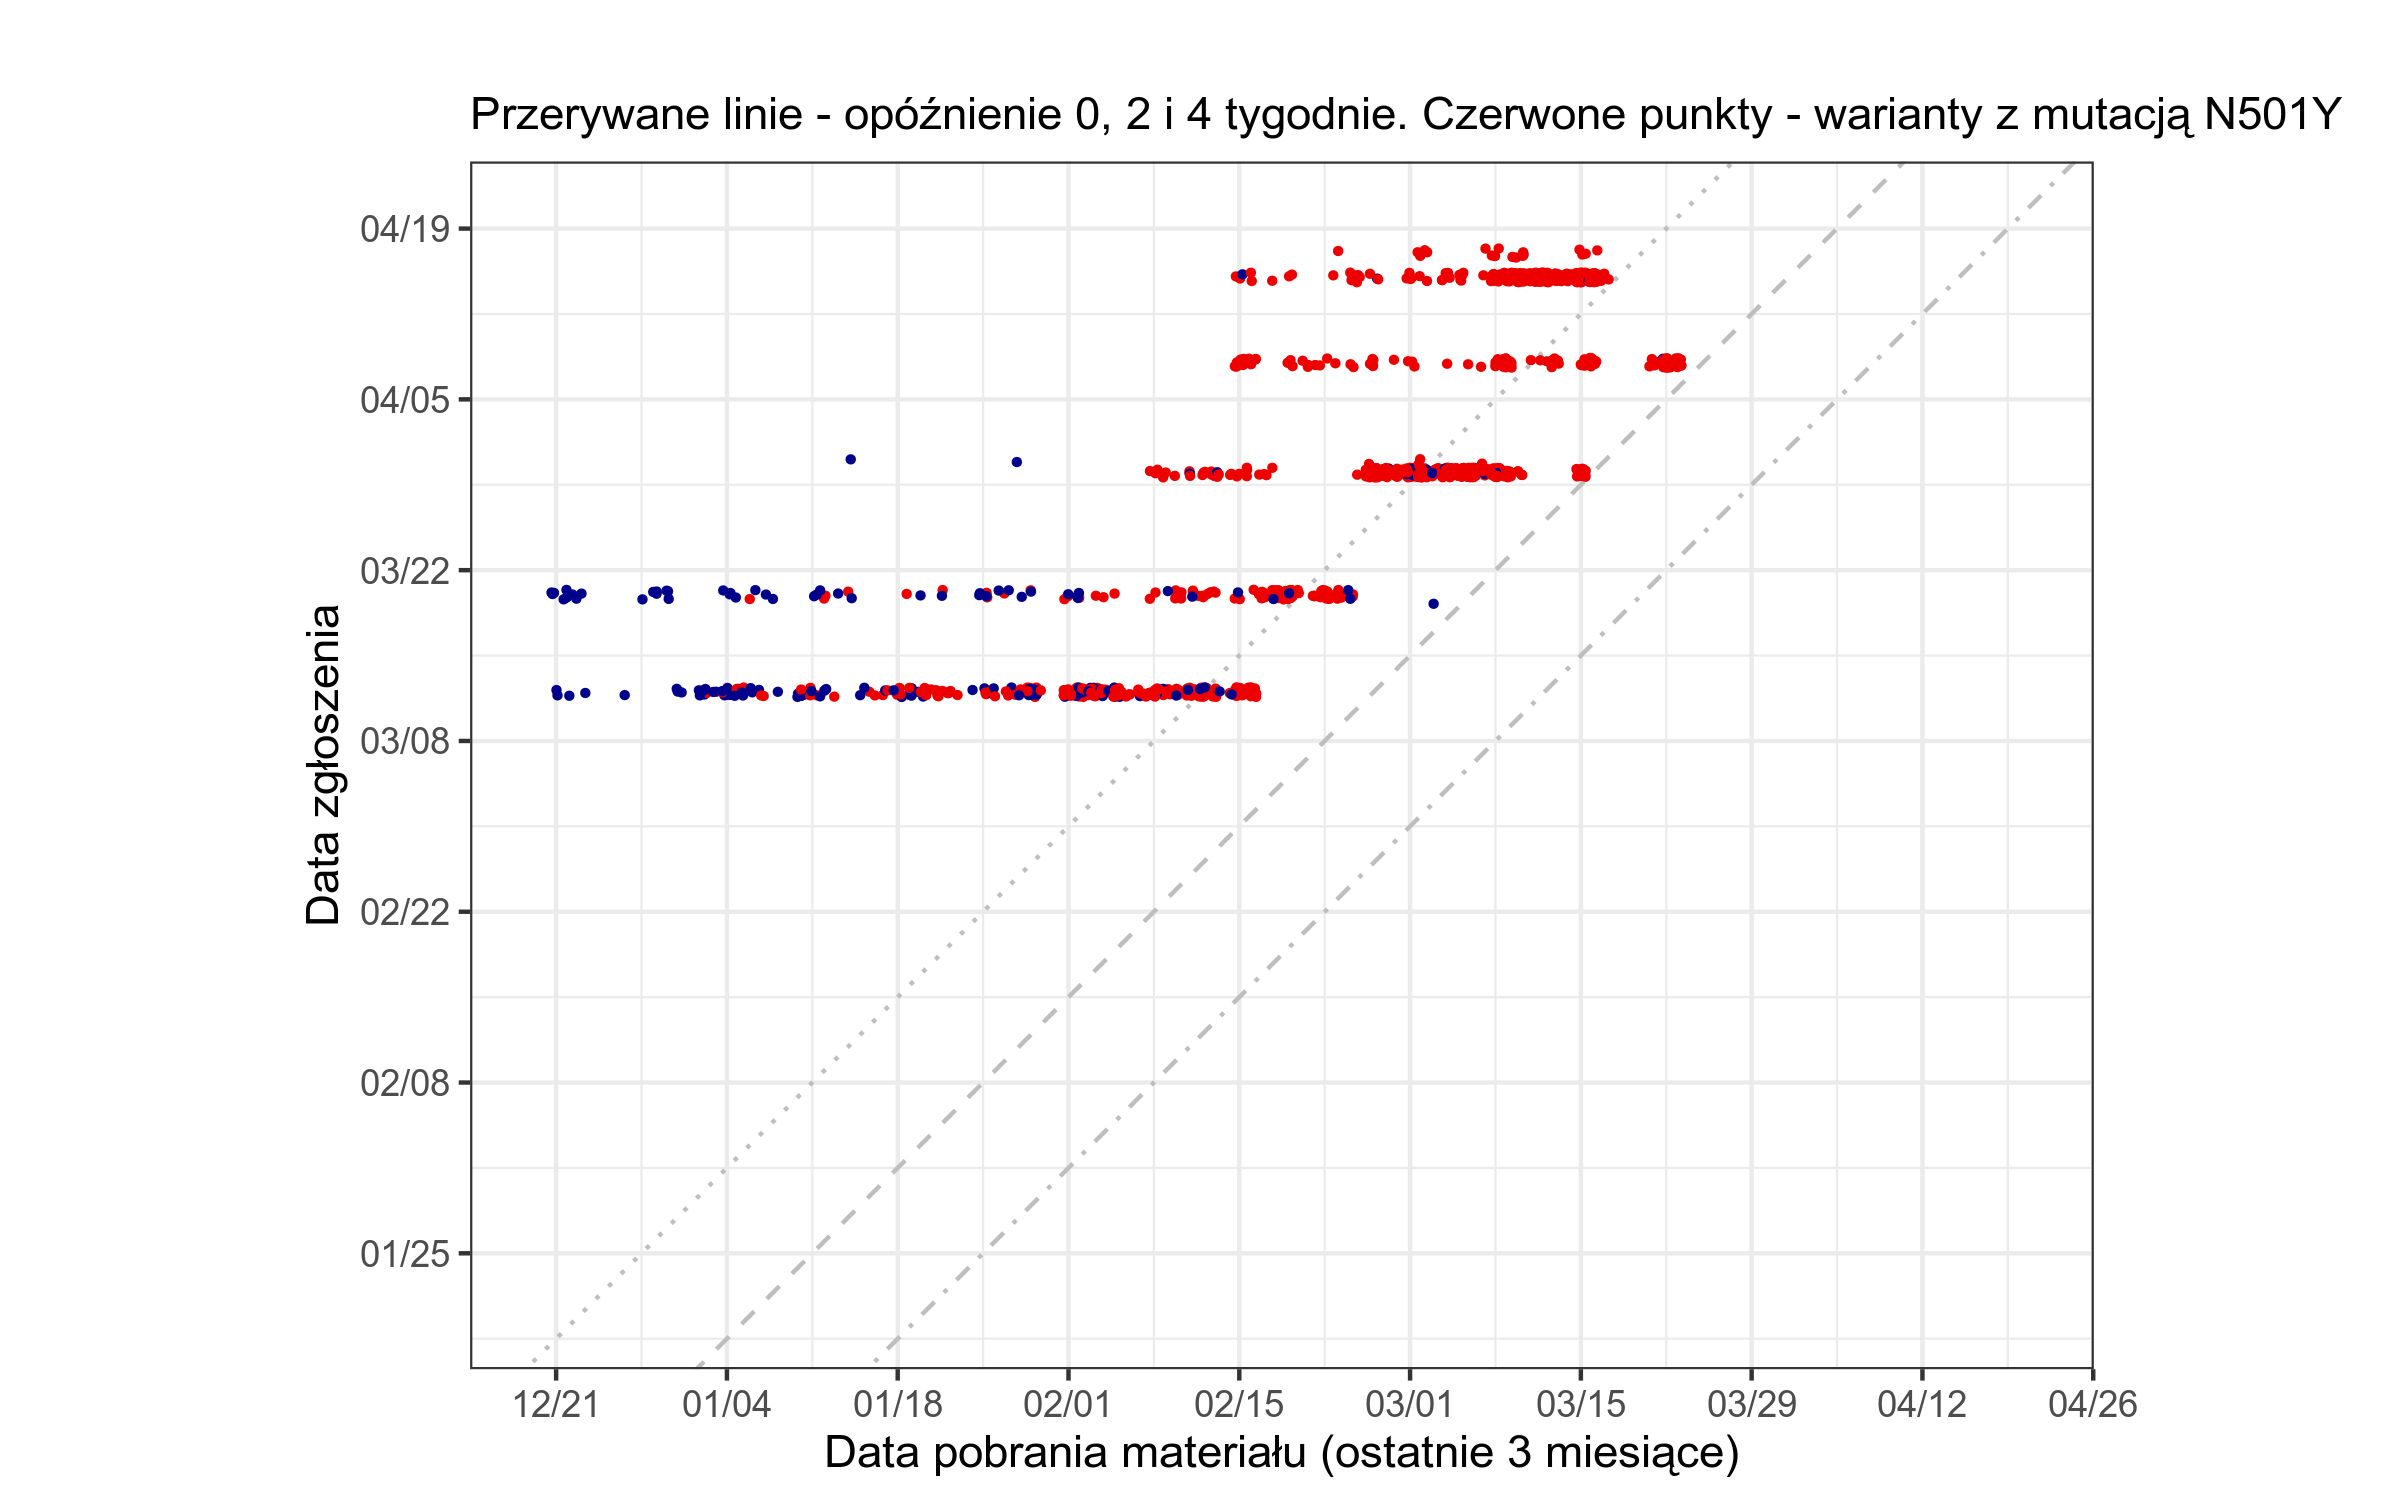 Przerywane linie - opóźnienie 0, 2 i 4 tygodnie. Czerwone punkty - warianty z mutacją N501Y
04/19
04/05
03/22
03/08
02/22
02/08
01/25
Data zgłoszenia
12/21 01/04 01/18 02/01 02/15 03/01 03/15 03/29 04/12 04/26
Data pobrania materiału (ostatnie 3 miesiące)